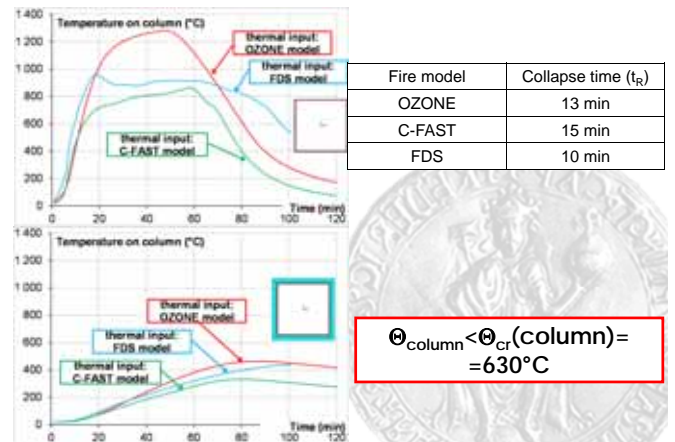 1400
Temperature on column (°C)
1 200
1 000
800
600
400
200
0
thermal input:
OZONE model
thermal input:
FDS model
thermal input:
C-FAST model
Time (min)
0 20 40 60 80 100 120
Fire model Collapse time (tR)
OZONE 13 min
C-FAST 15 min
FDS 10 min
1400
Temperature on column (°C)
1 200
1 000
800
600
400
200
0
thermal input:
OZONE model
thermal input:
FDS model
thermal input:
C-FAST model
Time (min)
0 20 40 60 80 100 120
Θcolumn<Θcr(column)=
=630°C